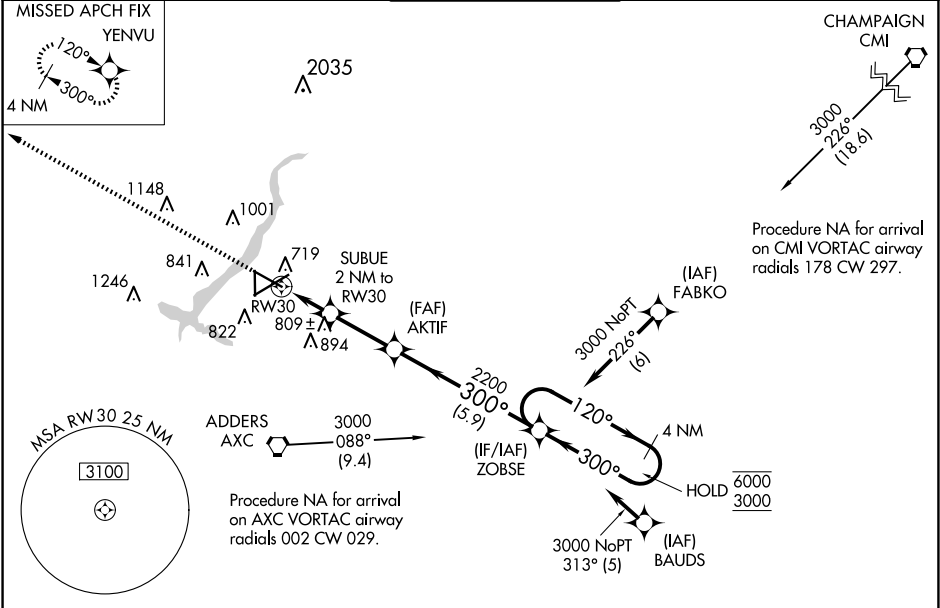 MISSED APCH FIX
YENVU
120°
300°
4 NM
2035
CHAMPAIGN
CMI
3000
226°
(18.6)
Procedure NA for arrival
on CMI VORTAC airway
radials 178 CW 297.
1148
1001
841
719
1246
RW30
822
809 ±
894
SUBUE
2 NM to
RW30
(FAF)
AKTIF
(IAF)
FABKO
3000 NoPT
226°
(6)
2200
300°
(5.9)
120°
4 NM
300°
(IF/IAF)
ZOBSE
HOLD
6000
3000
3000 NoPT
313° (5)
(IAF)
BAUDS
ADDERS
AXC
3000
088°
(9.4)
Procedure NA for arrival
on AXC VORTAC airway
radials 002 CW 029.
MSA RW30 25 NM
3100